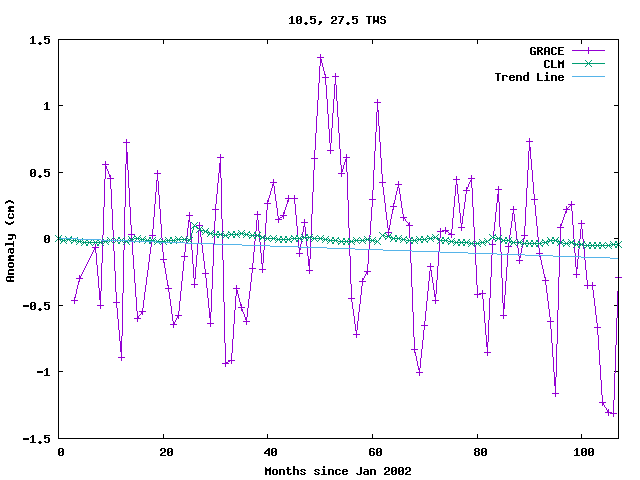 10.5, 27.5 TWS
GRACE
CLM
Trend Line
1.5
1
0.5
0
-0.5
-1
-1.5
Anomaly (cm)
0 20 40 60 80 100
Months since Jan 2002